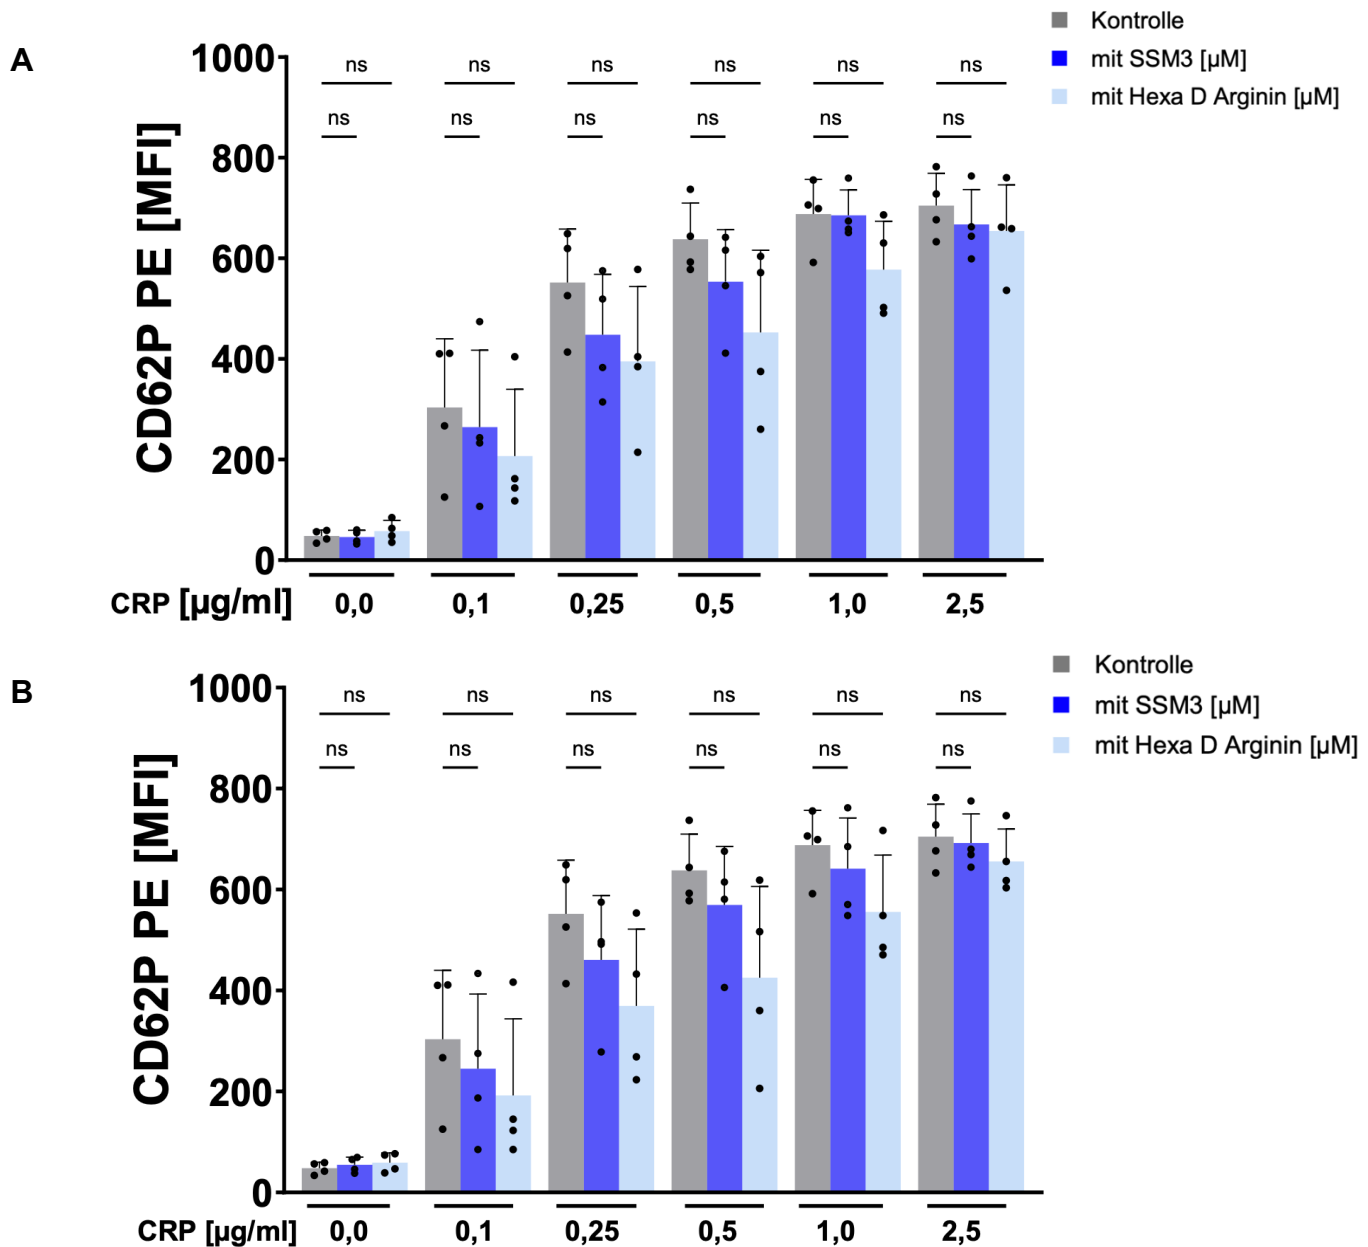 A
Kontrolle
mit SSM3 [µM]
mit Hexa D Arginin [µM]
CD62P PE [MFI]
1000
800
600
400
200
0
ns ns ns ns ns ns
ns ns ns ns ns ns
CRP [µg/ml] 0,0 0,1 0,25 0,5 1,0 2,5
B
Kontrolle
mit SSM3 [µM]
mit Hexa D Arginin [µM]
CD62P PE [MFI]
1000
800
600
400
200
0
ns ns ns ns ns ns
ns ns ns ns ns ns
CRP [µg/ml] 0,0 0,1 0,25 0,5 1,0 2,5